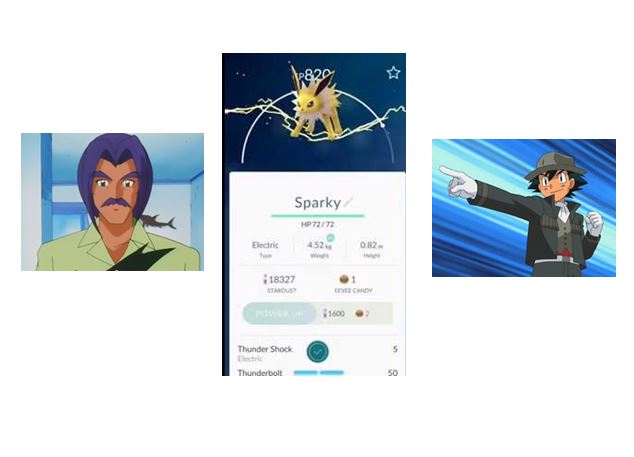 CP820
Sparky
HP 72 / 72
Electric 4.52 kg 0.82 m
Type Weight Height
18327 1
STARDUST EEVEE CANDY
POWER UP 1600 2
Thunder Shock 5
Electric
Thunderbolt 50